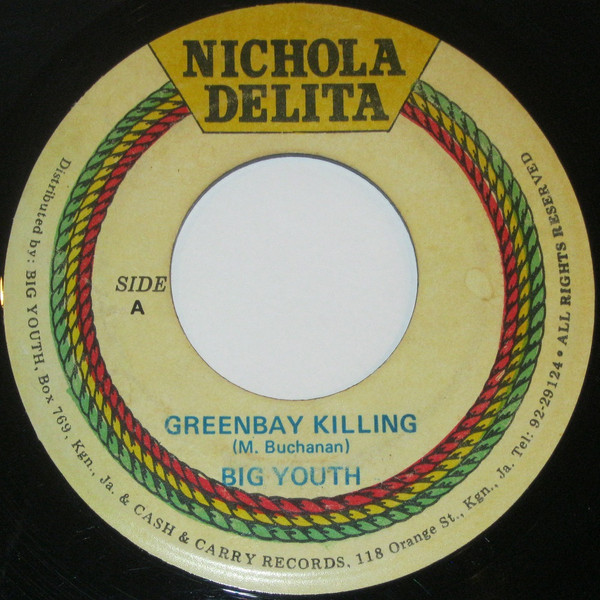 NICHOLA
DELITA
SIDE
A
GREENBAY KILLING
(M. Buchanan)
BIG YOUTH
Distributed by: BIG YOUTH, Box 769, Kgn., Ja. & CASH & CARRY RECORDS, 118 Orange St., Kgn., Ja. Tel: 92-29124 • ALL RIGHTS RESERVED